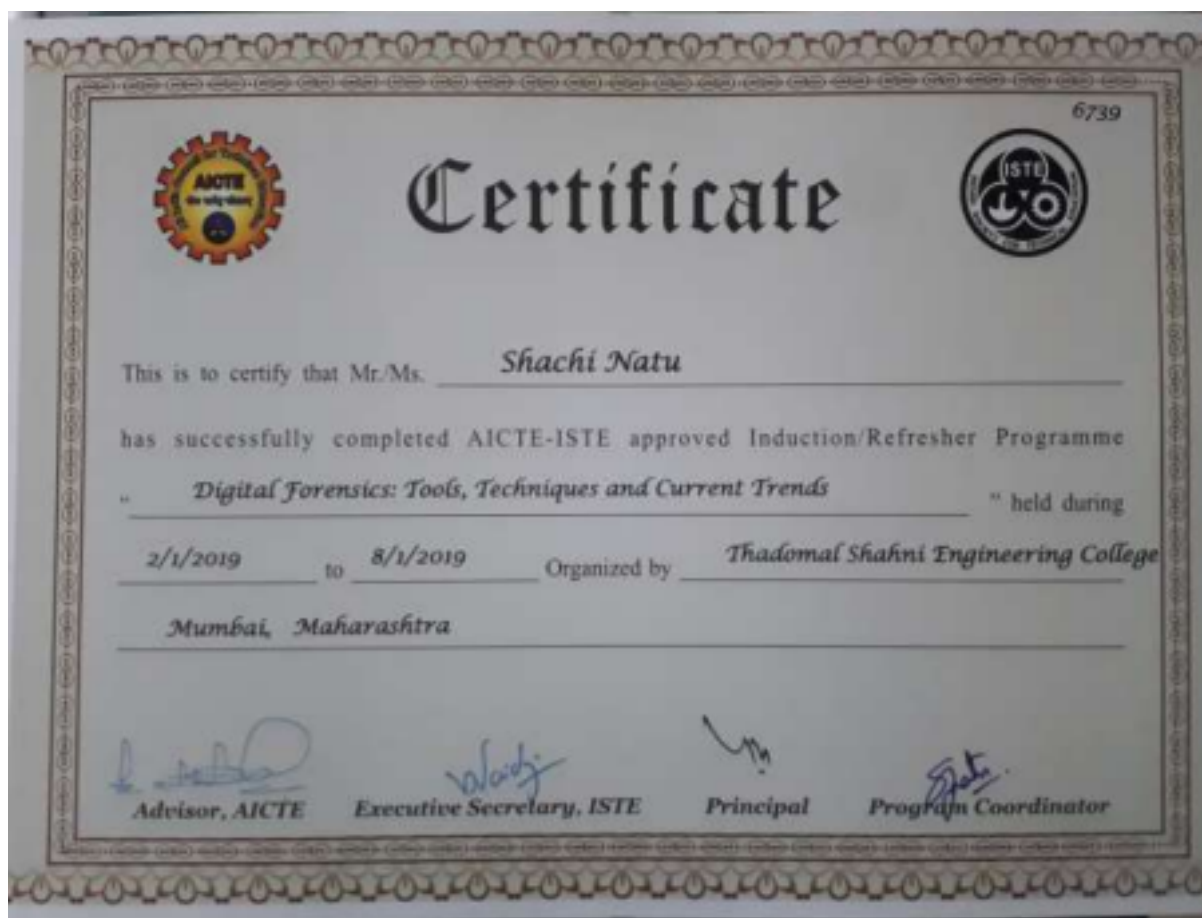 6739
AICTE
Certificate
ISTE
This is to certify that Mr./Ms. Shachi Natu
has successfully completed AICTE-ISTE approved Induction/Refresher Programme
" Digital Forensics: Tools, Techniques and Current Trends " held during
2/1/2019 to 8/1/2019 Organized by Thadomal Shahni Engineering College
Mumbai, Maharashtra
Advisor, AICTE Executive Secretary, ISTE Principal Program Coordinator